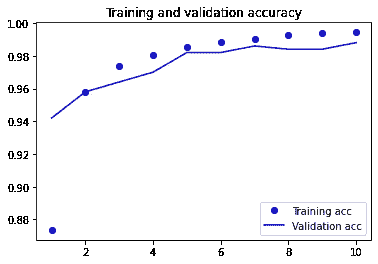 Training and validation accuracy
1.00
0.98
0.96
0.94
0.92
0.90
0.88
2 4 6 8 10
Training acc
Validation acc